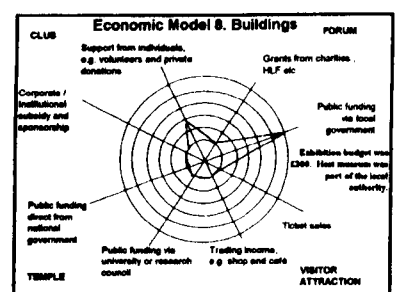 Economic Model 8. Buildings
CLUB
FORUM
Support from individuals,
e.g. volunteers and private
donations
Grants from charities,
HLF etc
Corporate /
Institutional
subsidy and
sponsorship
Public funding
via local
government
Exhibition budget was
£300. Host museum was
part of the local
authority.
Public funding
direct from
national
government
Ticket sales
Public funding via
university or research
council
Trading income,
e.g. shop and café
TEMPLE
VISITOR
ATTRACTION